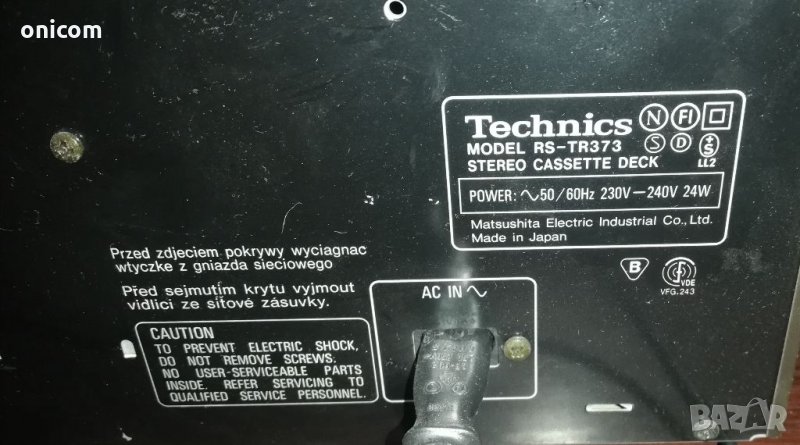 onicom
Technics
N FI
MODEL RS-TR373
S D S
STEREO CASSETTE DECK
LL2
POWER: ∿50/60Hz 230V—240V 24W
Matsushita Electric Industrial Co., Ltd.
Made in Japan
B
VDE
VFG.243
Przed zdjeciem pokrywy wyciagnac
wtyczke z gniazda sieciowego
Před sejmutím krytu vyjmout
vidlici ze sítové zásuvky.
AC IN ∿
CAUTION
TO PREVENT ELECTRIC SHOCK,
DO NOT REMOVE SCREWS.
NO USER-SERVICEABLE PARTS
INSIDE. REFER SERVICING TO
QUALIFIED SERVICE PERSONNEL.
BAZAR